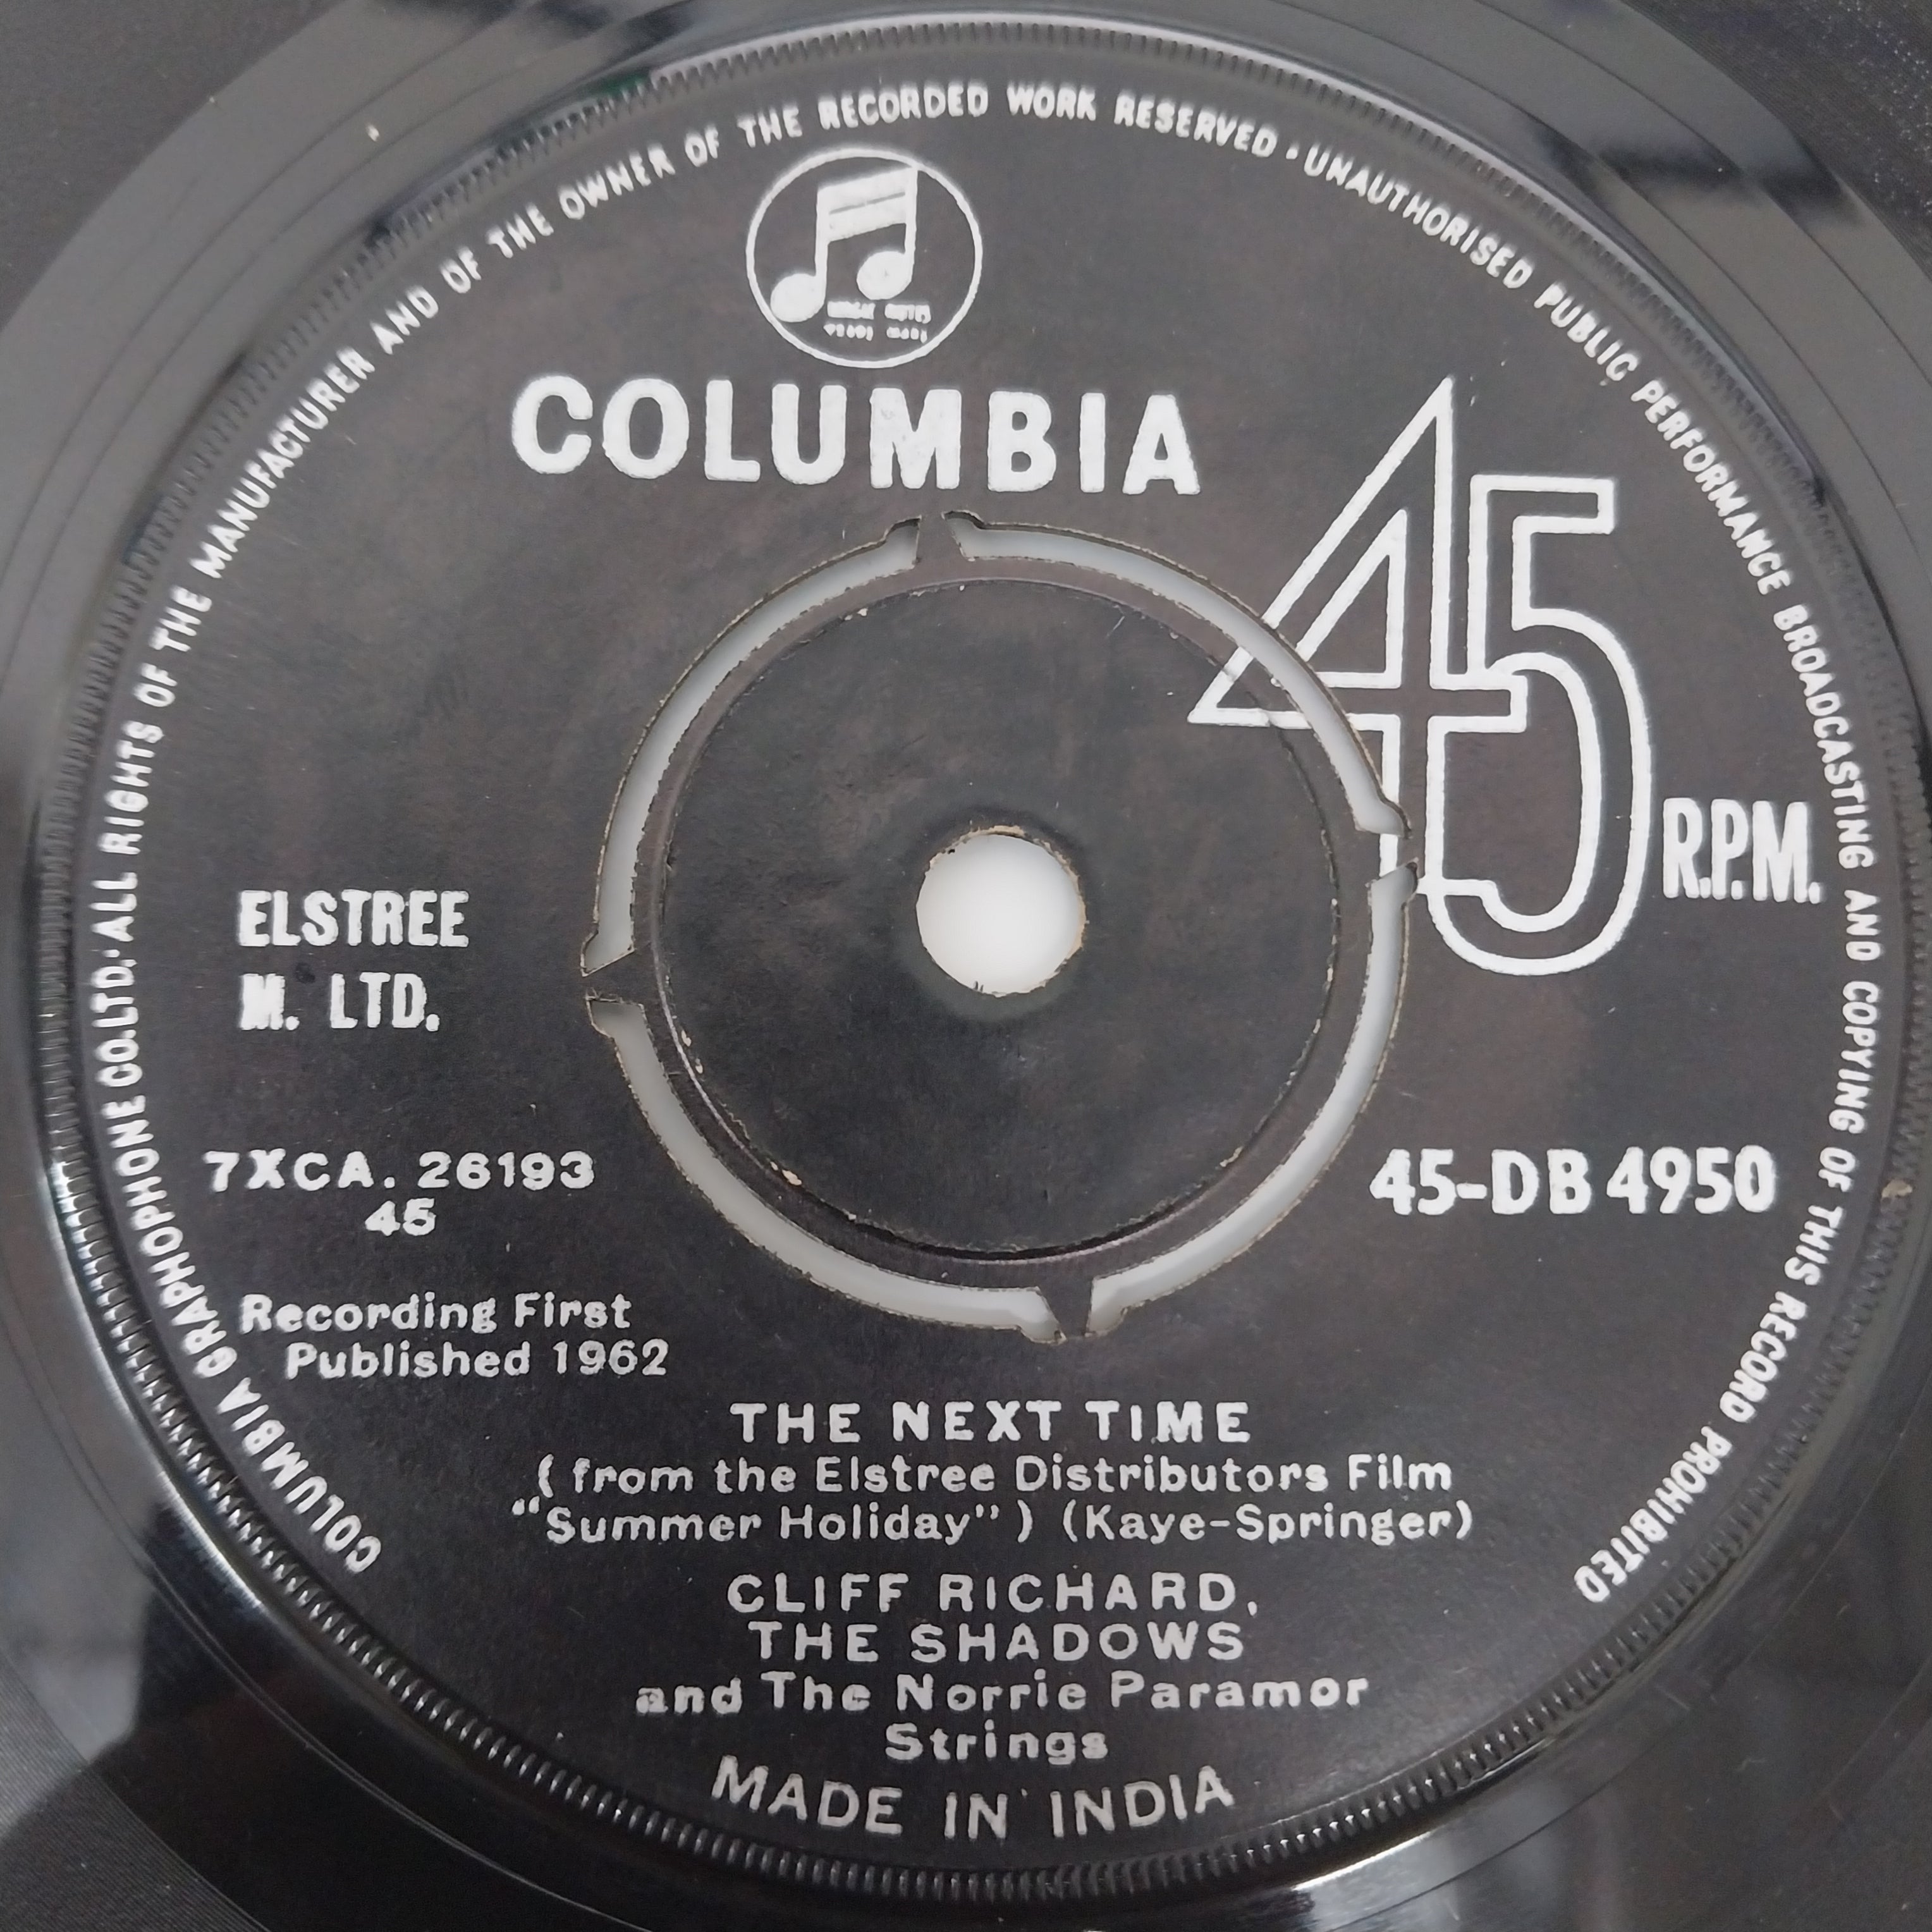 COLUMBIA GRAPHOPHONE CO. LTD. · ALL RIGHTS OF THE MANUFACTURER AND OF THE OWNER OF THE RECORDED WORK RESERVED · UNAUTHORISED PUBLIC PERFORMANCE BROADCASTING AND COPYING OF THIS RECORD PROHIBITED
COLUMBIA
45 R.P.M.
ELSTREE
M. LTD.
7XCA. 26193
45
45-DB 4950
Recording First
Published 1962
THE NEXT TIME
(from the Elstree Distributors Film
“Summer Holiday”) (Kaye-Springer)
CLIFF RICHARD,
THE SHADOWS
and The Norrie Paramor
Strings
MADE IN INDIA